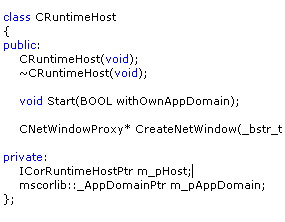 class CRuntimeHost
{
public:
    CRuntimeHost(void);
    ~CRuntimeHost(void);
    void Start(BOOL withOwnAppDomain);
    CNetWindowProxy* CreateNetWindow(_bstr_t
private:
    ICorRuntimeHostPtr m_pHost;
    mscorlib::_AppDomainPtr m_pAppDomain;
};